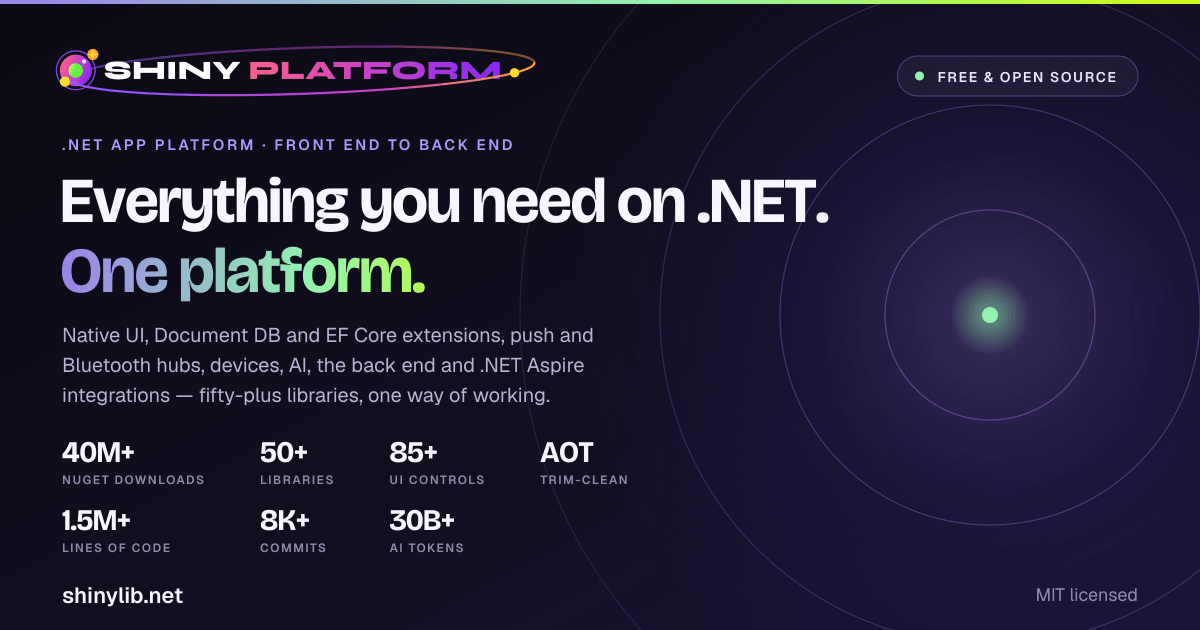 SHINY PLATFORM
FREE & OPEN SOURCE
.NET APP PLATFORM · FRONT END TO BACK END
Everything you need on .NET.
One platform.
Native UI, Document DB and EF Core extensions, push and
Bluetooth hubs, devices, AI, the back end and .NET Aspire
integrations — fifty-plus libraries, one way of working.
40M+ 50+ 85+ AOT
NUGET DOWNLOADS LIBRARIES UI CONTROLS TRIM-CLEAN
1.5M+ 8K+ 30B+
LINES OF CODE COMMITS AI TOKENS
shinylib.net
MIT licensed